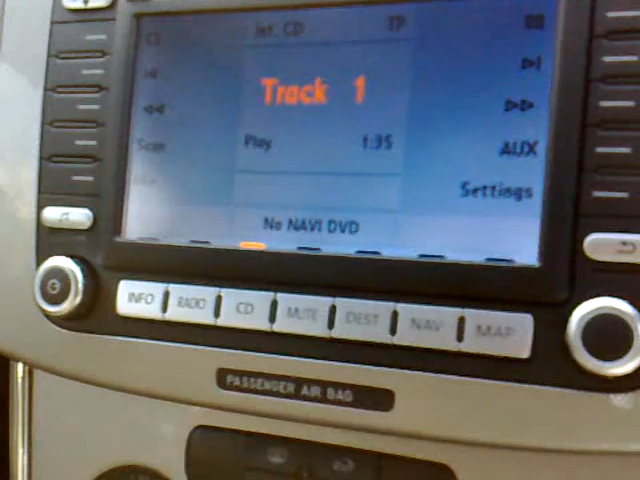 Int. CD TP
Track 1
Scan Play 1:35 AUX
Settings
No NAVI DVD
INFO RADIO CD MUTE DEST NAV MAP
PASSENGER AIR BAG